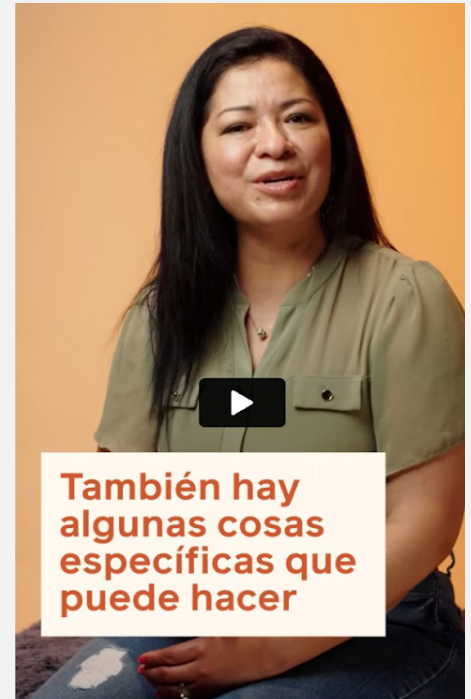 También hay
algunas cosas
específicas que
puede hacer